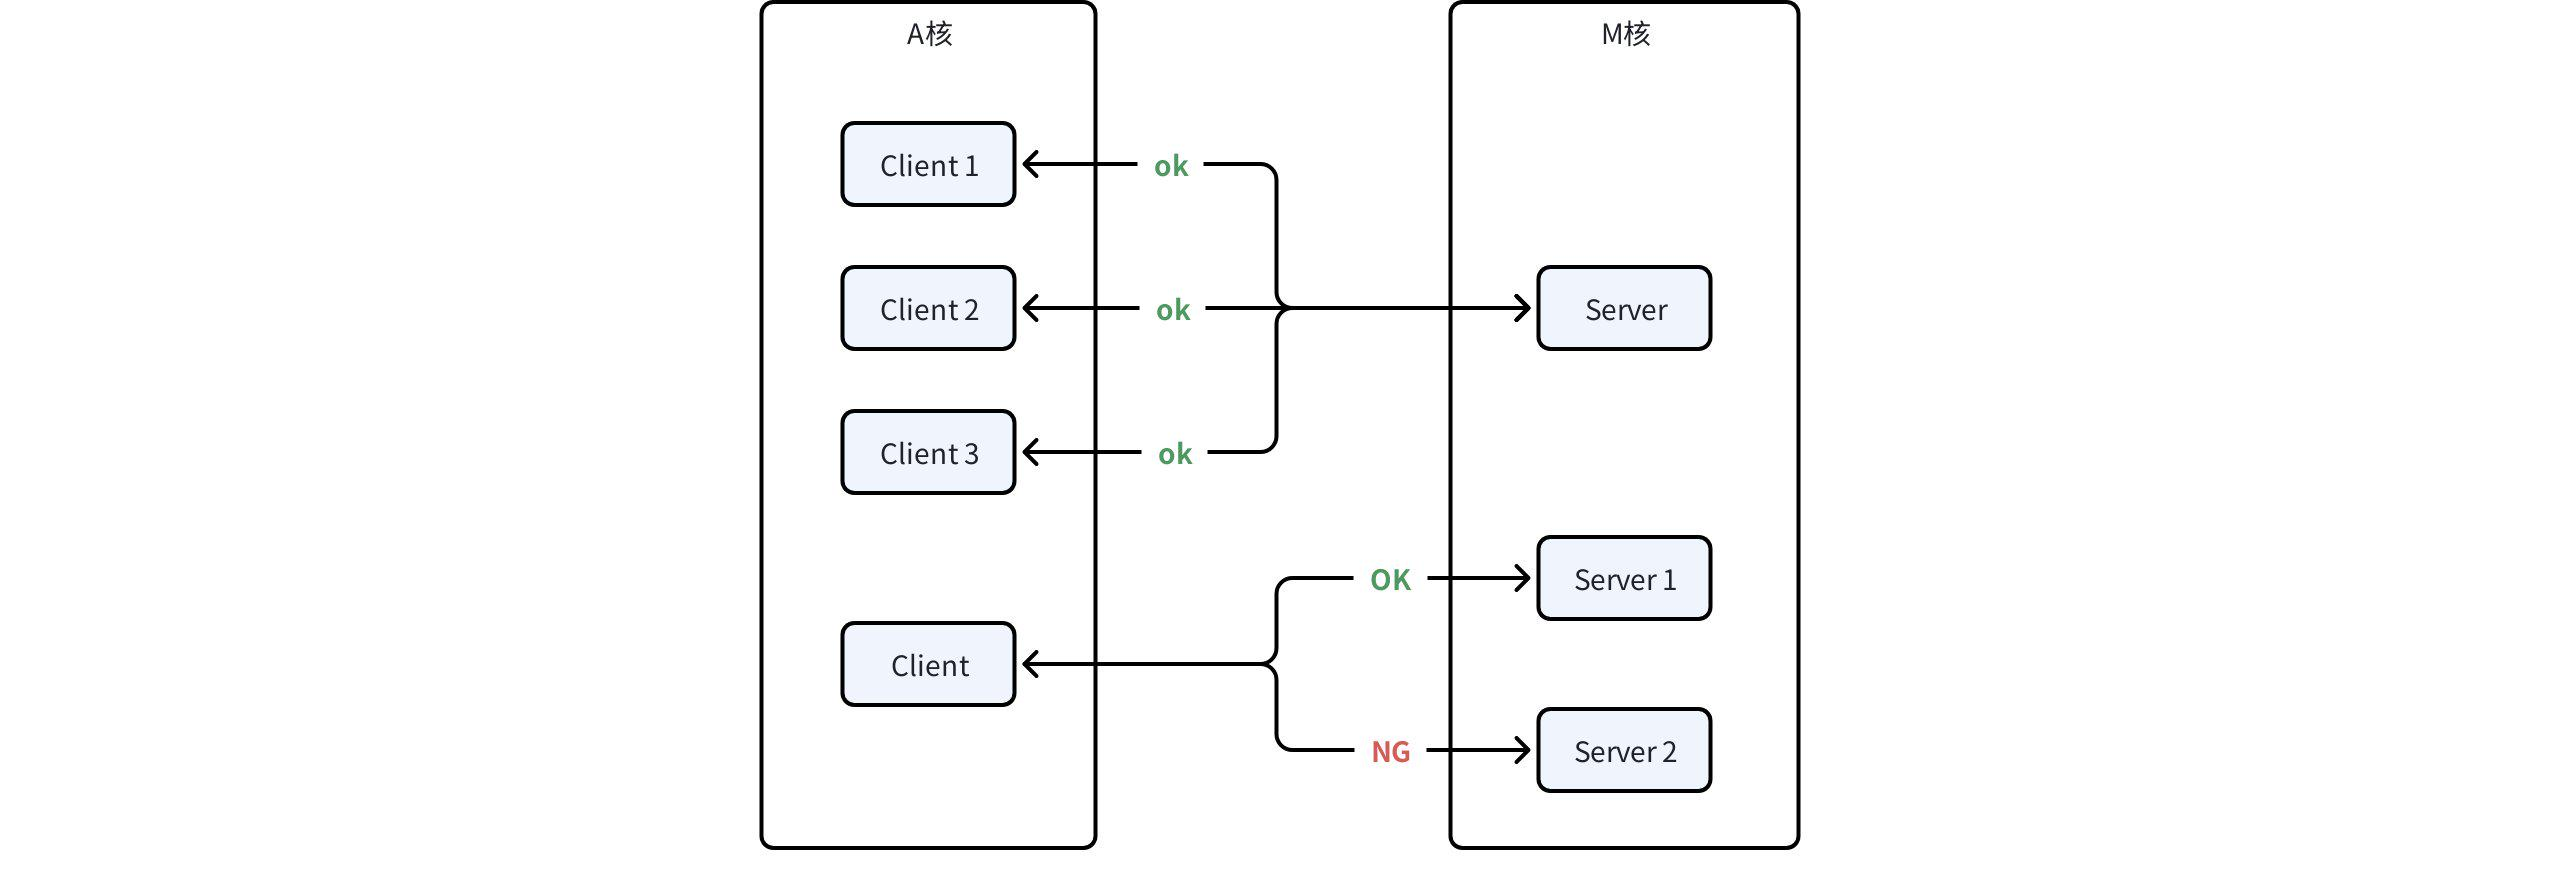 A核
M核
Client 1
ok
Client 2
ok
Server
Client 3
ok
OK
Server 1
Client
NG
Server 2